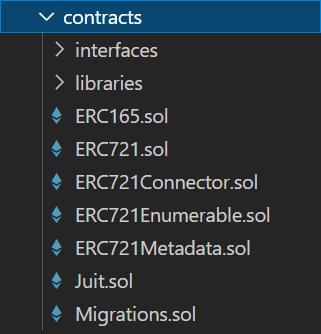 contracts
interfaces
libraries
ERC165.sol
ERC721.sol
ERC721Connector.sol
ERC721Enumerable.sol
ERC721Metadata.sol
Juit.sol
Migrations.sol